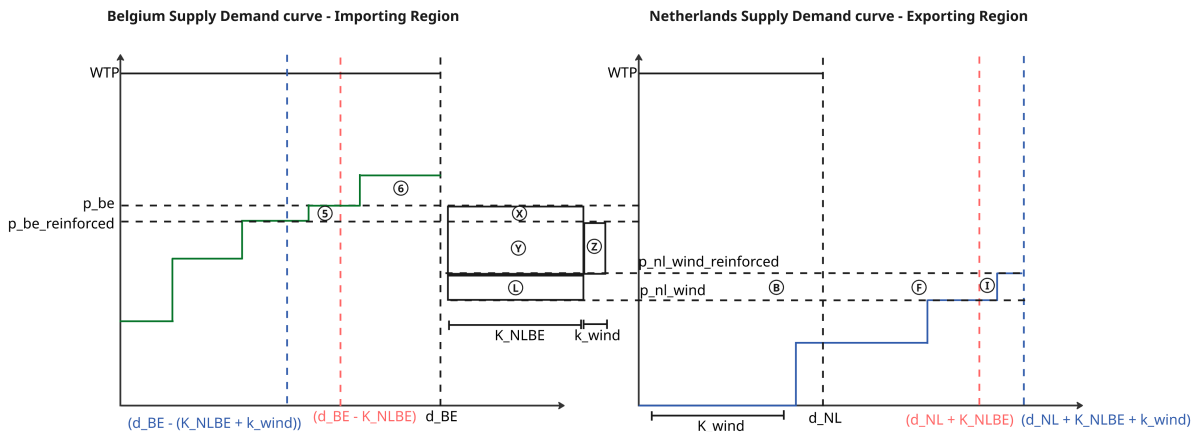 Belgium Supply Demand curve - Importing Region
Netherlands Supply Demand curve - Exporting Region
WTP
WTP
6
p_be
5
X
p_be_reinforced
Y
Z
p_nl_wind_reinforced
L
p_nl_wind
B
F
I
K_NLBE
k_wind
(d_BE - (K_NLBE + k_wind))
(d_BE - K_NLBE)
d_BE
K_wind
d_NL
(d_NL + K_NLBE)
(d_NL + K_NLBE + k_wind)